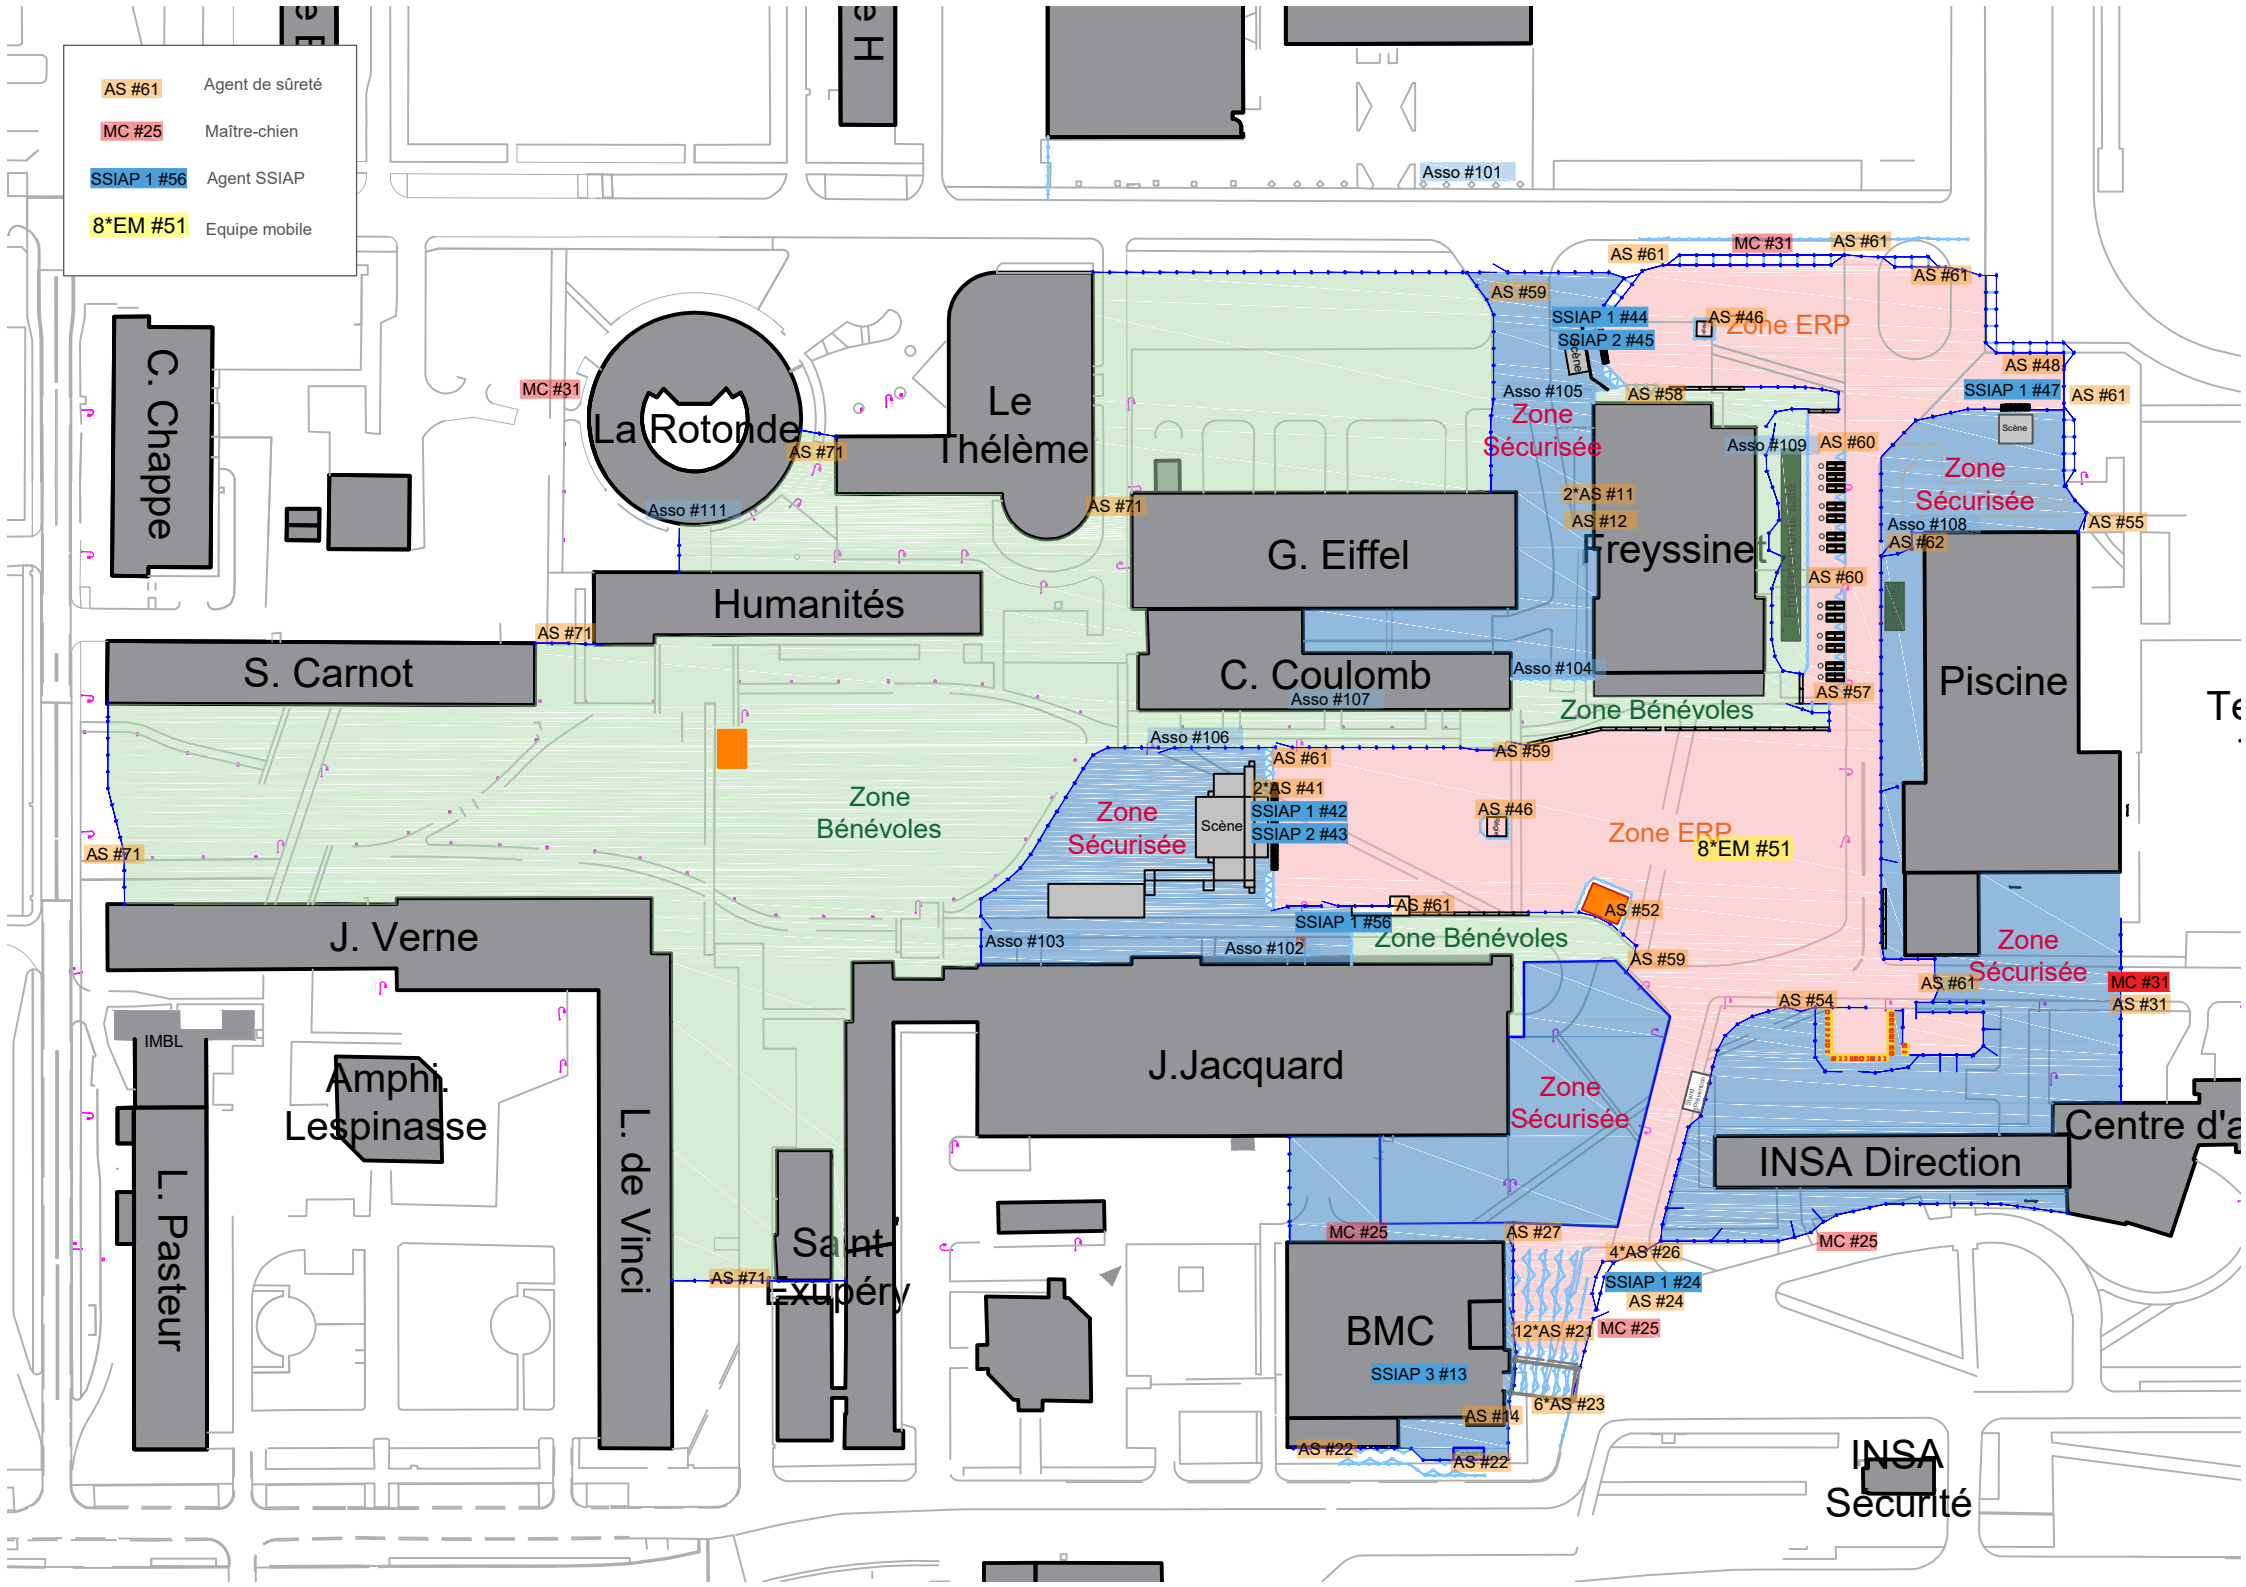 e E
e H
AS #61 Agent de sûreté
MC #25 Maître-chien
SSIAP 1 #56 Agent SSIAP
8*EM #51 Equipe mobile
Asso #101
AS #61
MC #31
AS #61
AS #61
AS #59
SSIAP 1 #44
SSIAP 2 #45
Scène
AS #46
Zone ERP
AS #48
SSIAP 1 #47
AS #61
Scène
C. Chappe
MC #31
La Rotonde
AS #71
Le
Thélème
Asso #105
Zone
Sécurisée
AS #58
Asso #109
AS #60
Zone
Sécurisée
Asso #111
AS #71
2*AS #11
AS #12
Freyssinet
G. Eiffel
Asso #108
AS #62
AS #55
AS #60
Humanités
AS #71
S. Carnot
C. Coulomb
Asso #104
Asso #107
Zone Bénévoles
AS #57
Piscine
Te
Asso #106
AS #61
AS #59
2*AS #41
SSIAP 1 #42
SSIAP 2 #43
Scène
Zone
Sécurisée
Zone
Bénévoles
AS #46
Régie
Zone ERP
8*EM #51
AS #71
AS #61
AS #52
SSIAP 1 #56
Zone Bénévoles
Asso #103
Asso #102
AS #59
J. Verne
Zone
Sécurisée
MC #31
AS #31
AS #61
AS #54
IMBL
Amphi.
Lespinasse
J.Jacquard
Zone
Sécurisée
Stand
Prévention
INSA Direction
Centre d'a
L. Pasteur
L. de Vinci
Saint
Exupéry
AS #71
MC #25
AS #27
4*AS #26
SSIAP 1 #24
AS #24
MC #25
MC #25
BMC
12*AS #21
SSIAP 3 #13
6*AS #23
AS #14
AS #22
AS #22
INSA
Sécurité